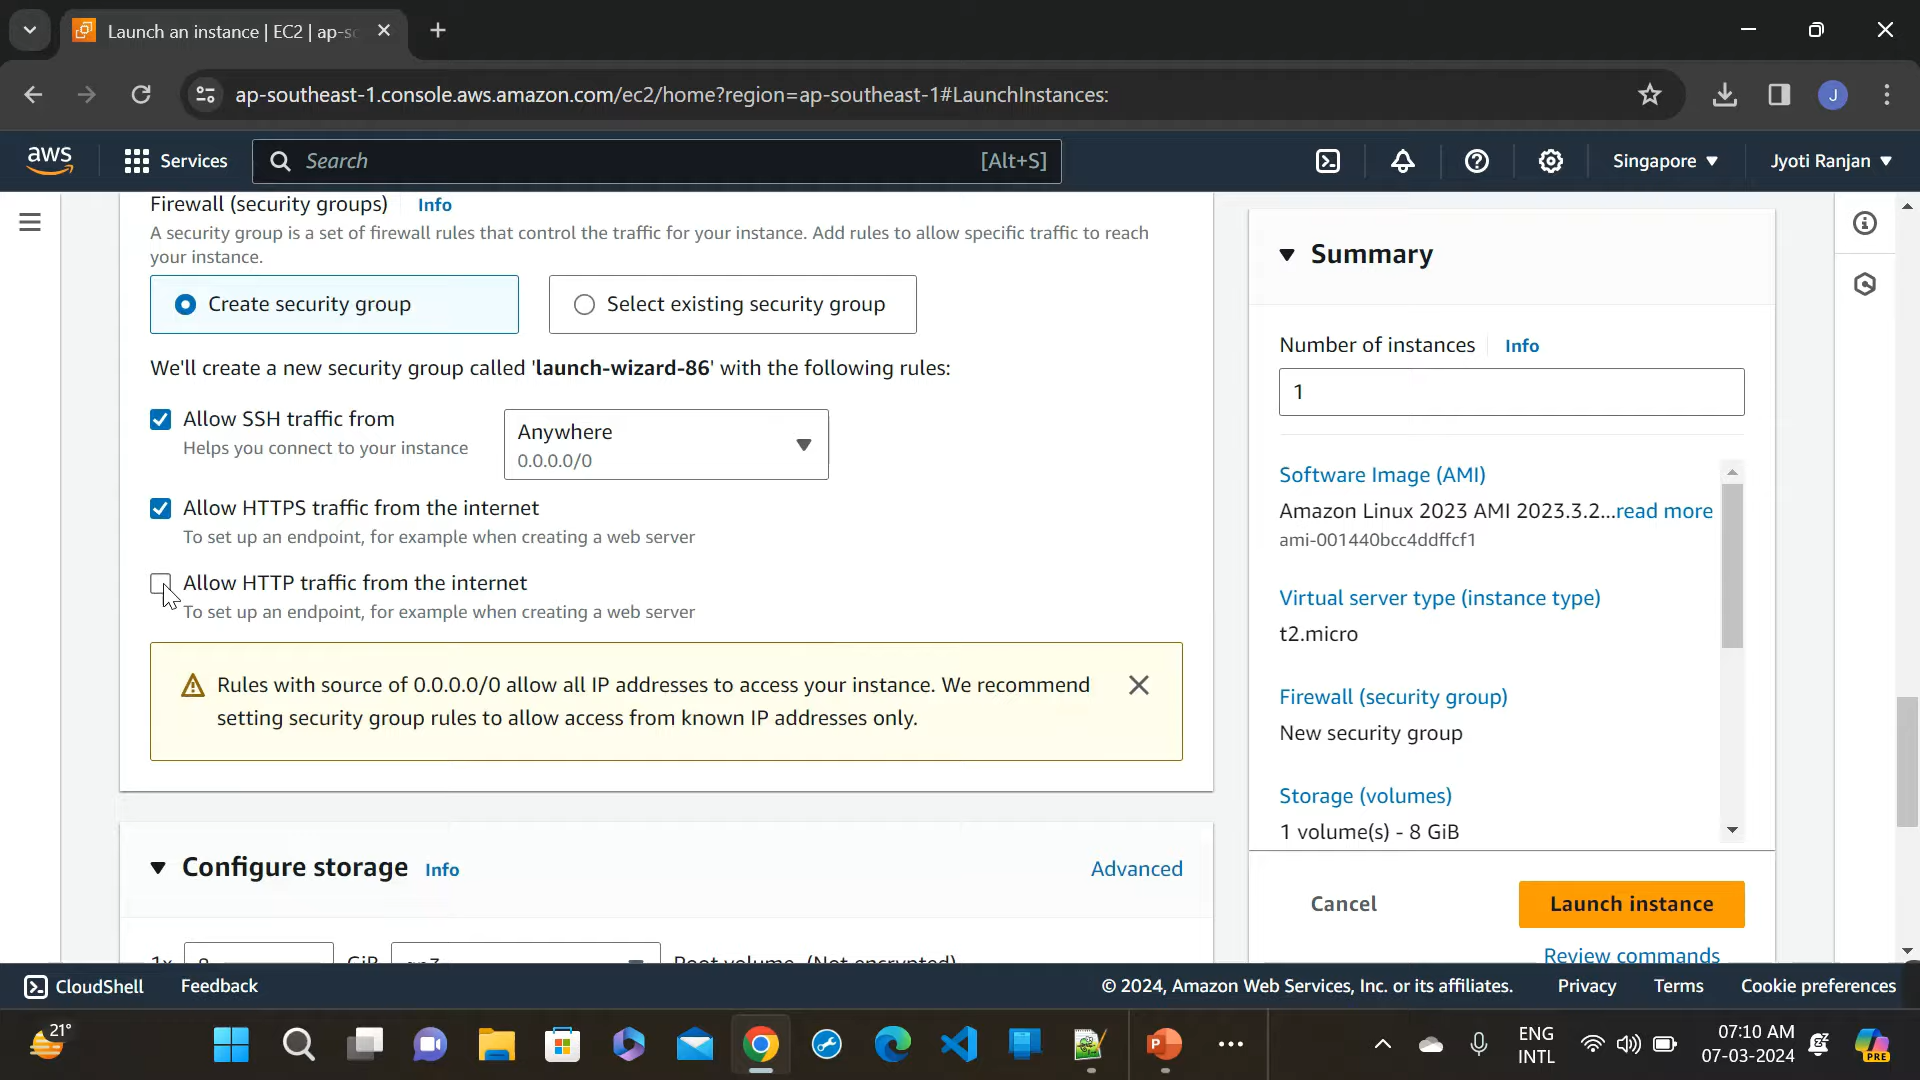 Launch an instance | EC2 | ap-s
ap-southeast-1.console.aws.amazon.com/ec2/home?region=ap-southeast-1#LaunchInstances:
aws
Services
Search
[Alt+S]
Singapore
Jyoti Ranjan
Firewall (security groups) Info
A security group is a set of firewall rules that control the traffic for your instance. Add rules to allow specific traffic to reach
your instance.
Create security group
Select existing security group
We'll create a new security group called 'launch-wizard-86' with the following rules:
Allow SSH traffic from
Helps you connect to your instance
Anywhere
0.0.0.0/0
Allow HTTPS traffic from the internet
To set up an endpoint, for example when creating a web server
Allow HTTP traffic from the internet
To set up an endpoint, for example when creating a web server
Rules with source of 0.0.0.0/0 allow all IP addresses to access your instance. We recommend
setting security group rules to allow access from known IP addresses only.
Configure storage Info
Advanced
1x 8 GiB gp3 Root volume (Not encrypted)
Summary
Number of instances Info
1
Software Image (AMI)
Amazon Linux 2023 AMI 2023.3.2...read more
ami-001440bcc4ddffcf1
Virtual server type (instance type)
t2.micro
Firewall (security group)
New security group
Storage (volumes)
1 volume(s) - 8 GiB
Cancel
Launch instance
Review commands
CloudShell
Feedback
© 2024, Amazon Web Services, Inc. or its affiliates.
Privacy
Terms
Cookie preferences
21°
ENG
INTL
07:10 AM
07-03-2024
PRE
J